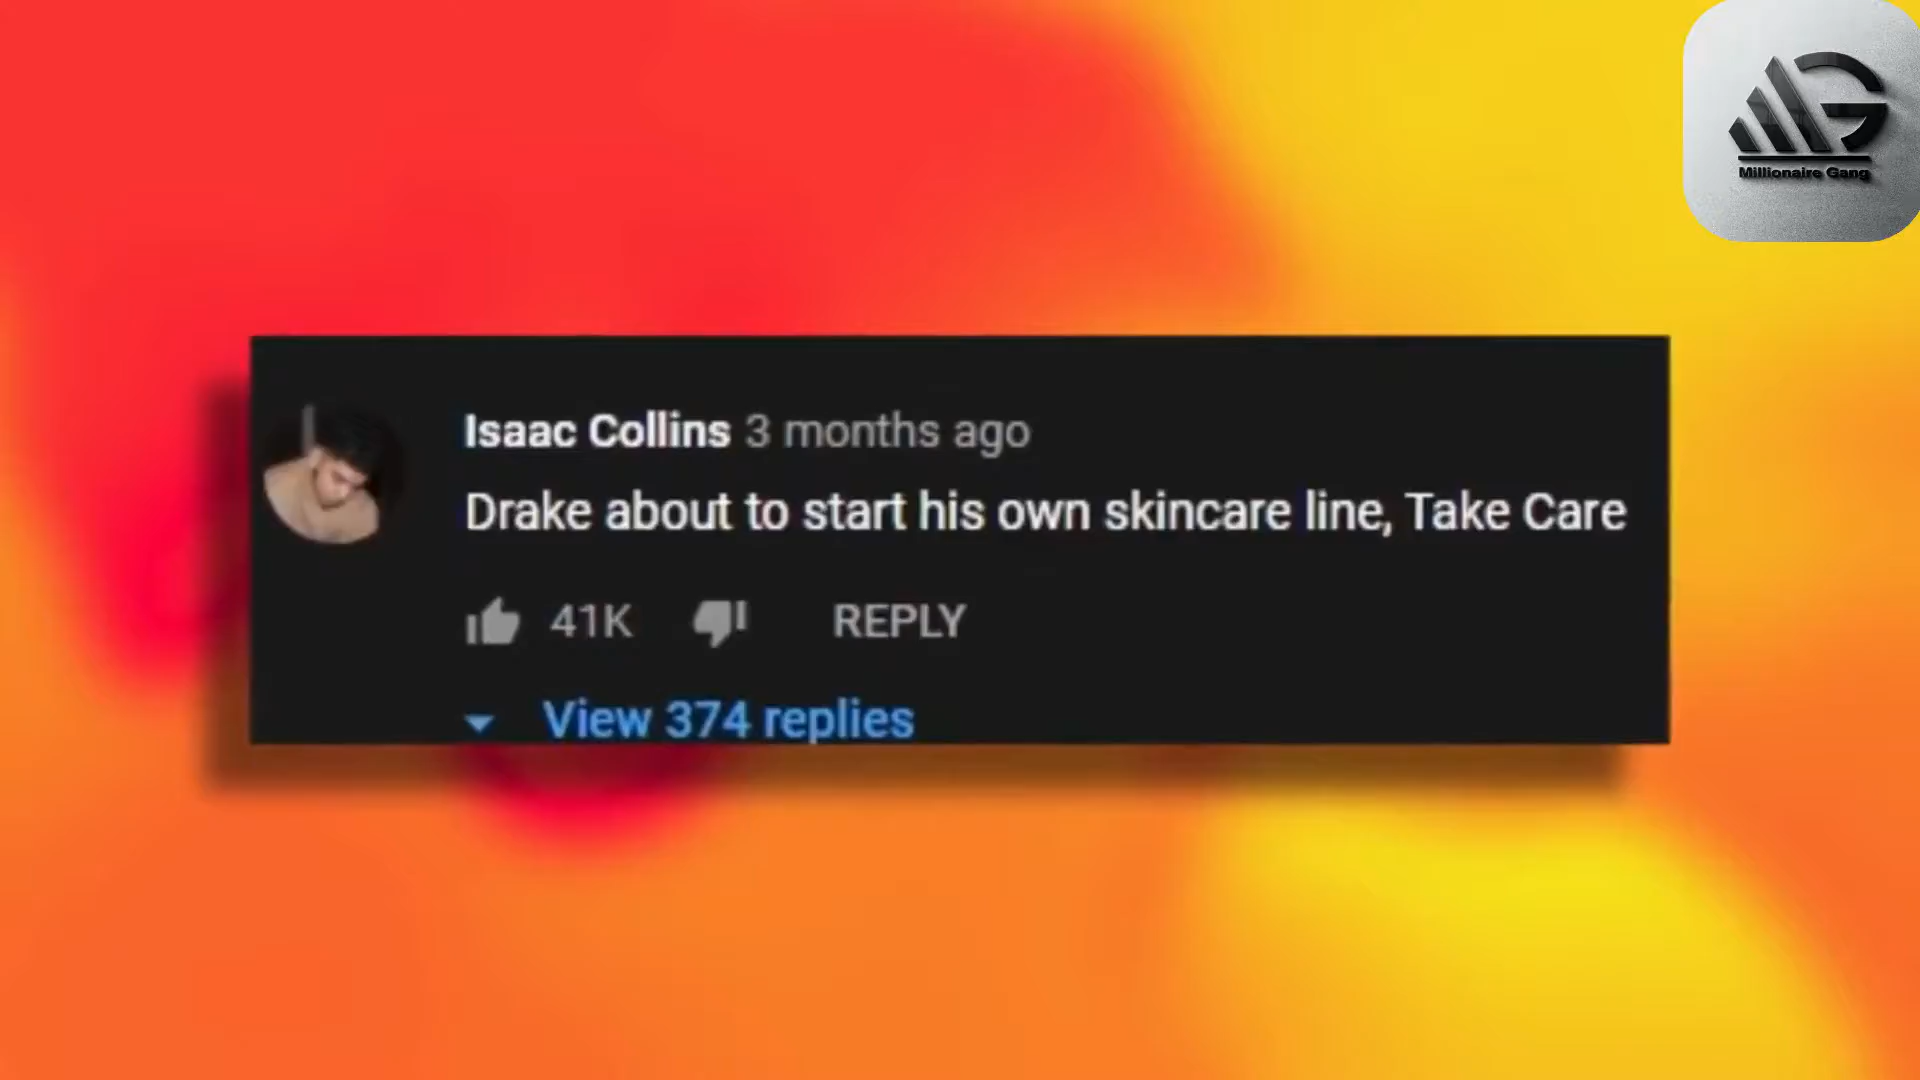 MG
Millionaire Gang
Isaac Collins 3 months ago
Drake about to start his own skincare line, Take Care
41K REPLY
View 374 replies